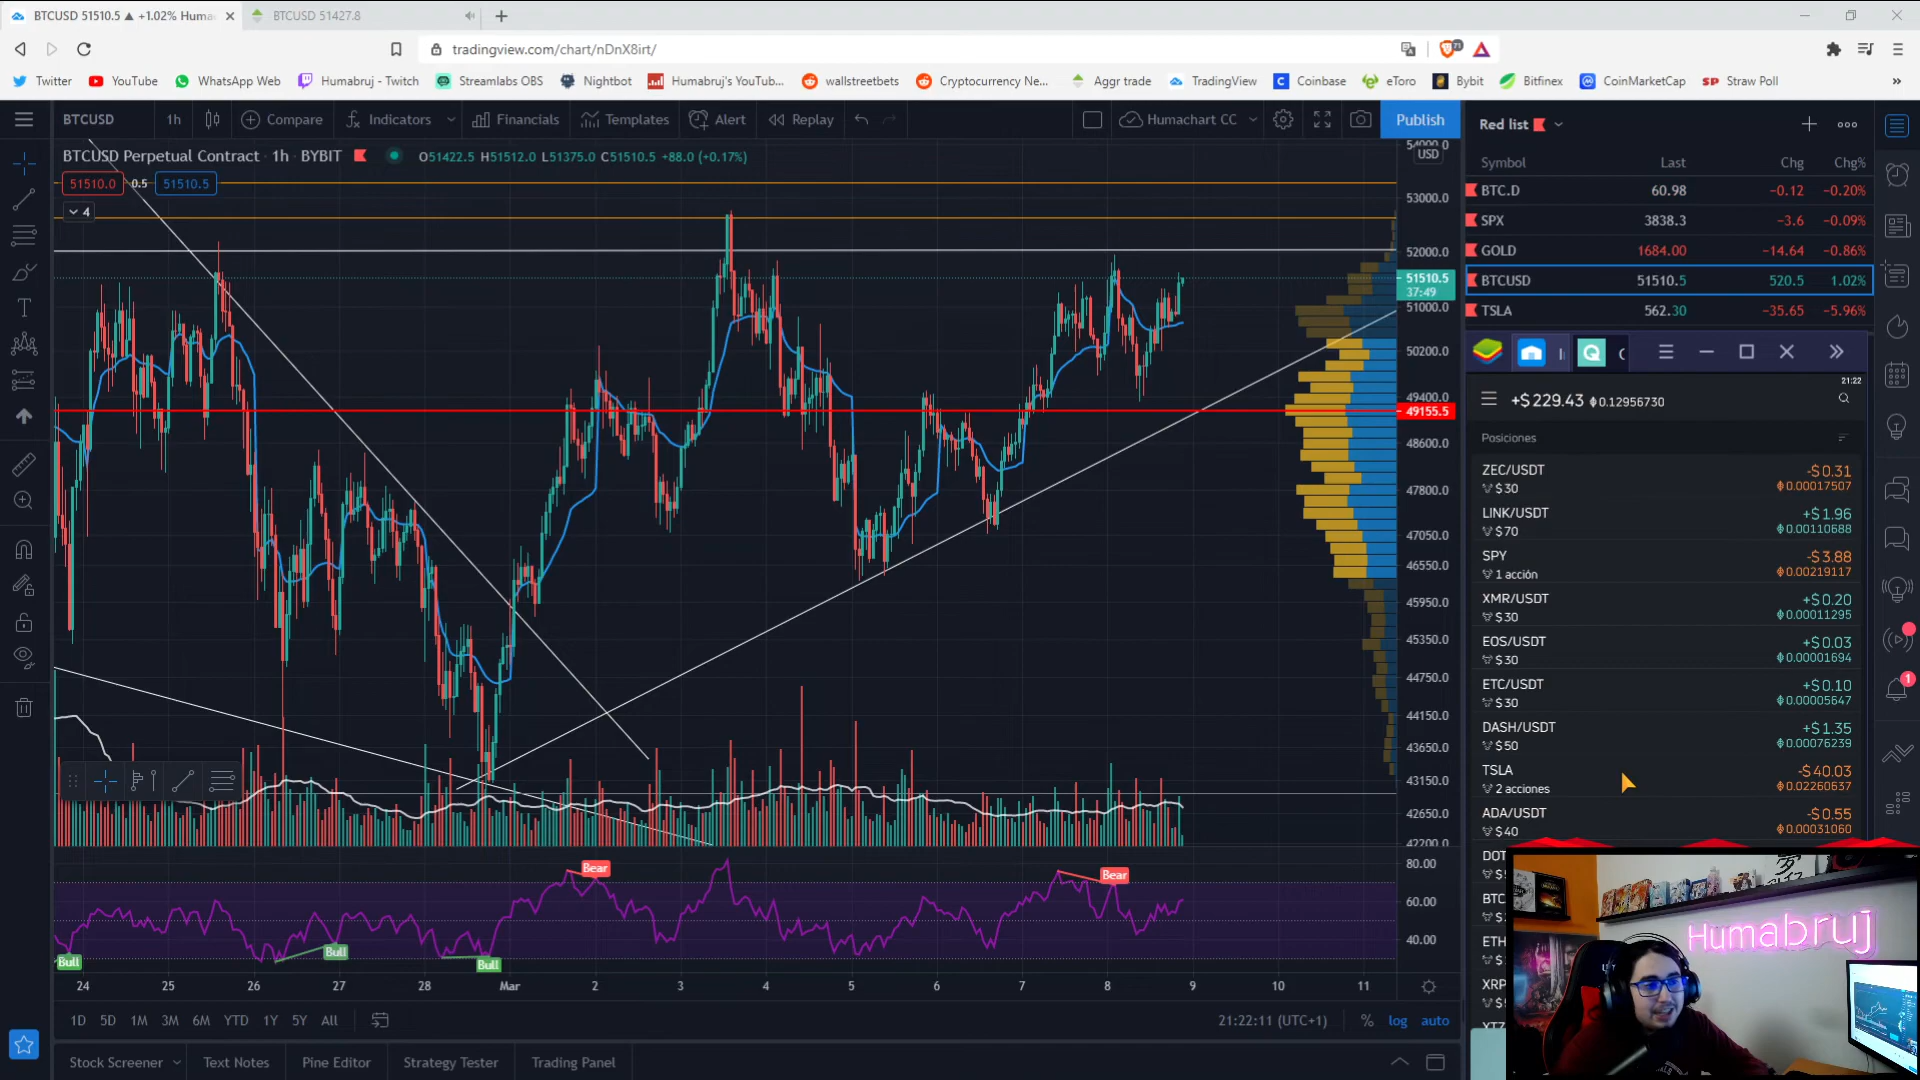 BTCUSD 51510.5 ▲ +1.02% Huma
BTCUSD 51427.8
tradingview.com/chart/nDnX8irt/
71
Twitter
YouTube
WhatsApp Web
Humabruj - Twitch
Streamlabs OBS
Nightbot
Humabruj's YouTub...
wallstreetbets
Cryptocurrency Ne...
Aggr trade
TradingView
Coinbase
eToro
Bybit
Bitfinex
CoinMarketCap
Straw Poll
BTCUSD
1h
Compare
Indicators
Financials
Templates
Alert
Replay
Humachart CC
Publish
BTCUSD Perpetual Contract · 1h · BYBIT
O51422.5 H51512.0 L51375.0 C51510.5 +88.0 (+0.17%)
51510.0
0.5
51510.5
4
54000.0
USD
53000.0
52000.0
51510.5
37:49
51000.0
50200.0
49400.0
49155.5
48600.0
47800.0
47050.0
46550.0
45950.0
45350.0
44750.0
44150.0
43650.0
43150.0
42650.0
42200.0
80.00
60.00
40.00
Bull
Bull
Bear
Bull
Bear
24
25
26
27
28
Mar
2
3
4
5
6
7
8
9
10
11
1D
5D
1M
3M
6M
YTD
1Y
5Y
All
21:22:11 (UTC+1)
%
log
auto
Stock Screener
Text Notes
Pine Editor
Strategy Tester
Trading Panel
Red list
Symbol Last Chg Chg%
BTC.D 60.98 −0.12 −0.20%
SPX 3838.3 −3.6 −0.09%
GOLD 1684.00 −14.64 −0.86%
BTCUSD 51510.5 520.5 1.02%
TSLA 562.30 −35.65 −5.96%
21:22
+$ 229.43
0.12956730
Posiciones
ZEC/USDT -$ 0.31
$ 30 0.00017507
LINK/USDT +$ 1.96
$ 70 0.00110688
SPY -$ 3.88
1 acción 0.00219117
XMR/USDT +$ 0.20
$ 30 0.00011295
EOS/USDT +$ 0.03
$ 30 0.00001694
ETC/USDT +$ 0.10
$ 30 0.00005647
DASH/USDT +$ 1.35
$ 50 0.00076239
TSLA -$ 40.03
2 acciones 0.02260637
ADA/USDT -$ 0.55
$ 40 0.00031060
DOT
BTC
ETH
XRP
XTZ
1
Humabruj